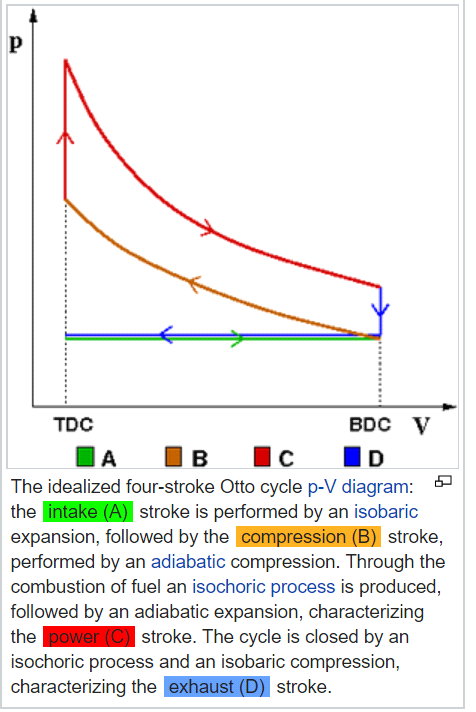 p
TDC
BDC V
A B C D
The idealized four-stroke Otto cycle p-V diagram:
the intake (A) stroke is performed by an isobaric
expansion, followed by the compression (B) stroke,
performed by an adiabatic compression. Through the
combustion of fuel an isochoric process is produced,
followed by an adiabatic expansion, characterizing
the power (C) stroke. The cycle is closed by an
isochoric process and an isobaric compression,
characterizing the exhaust (D) stroke.